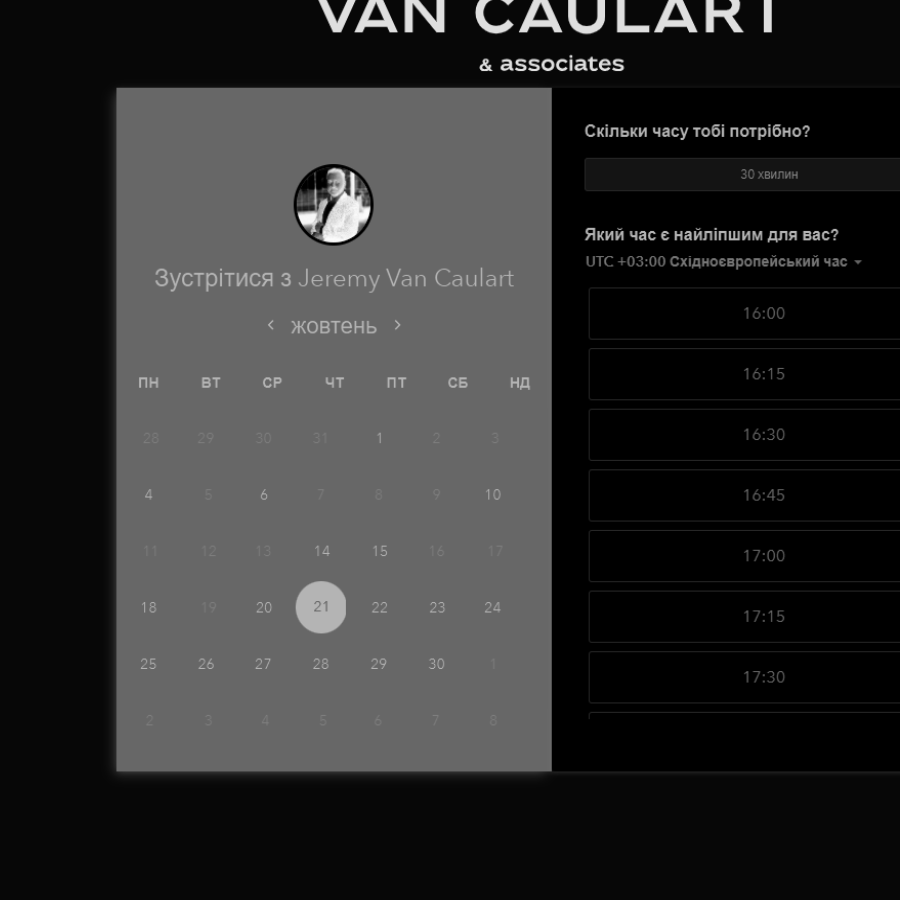 VAN CAULART
& associates
Зустрітися з Jeremy Van Caulart
‹ жовтень ›
ПН ВТ СР ЧТ ПТ СБ НД
28 29 30 31 1 2 3
4 5 6 7 8 9 10
11 12 13 14 15 16 17
18 19 20 21 22 23 24
25 26 27 28 29 30 1
2 3 4 5 6 7 8
Скільки часу тобі потрібно?
30 хвилин
Який час є найліпшим для вас?
UTC +03:00 Східноєвропейський час
16:00
16:15
16:30
16:45
17:00
17:15
17:30